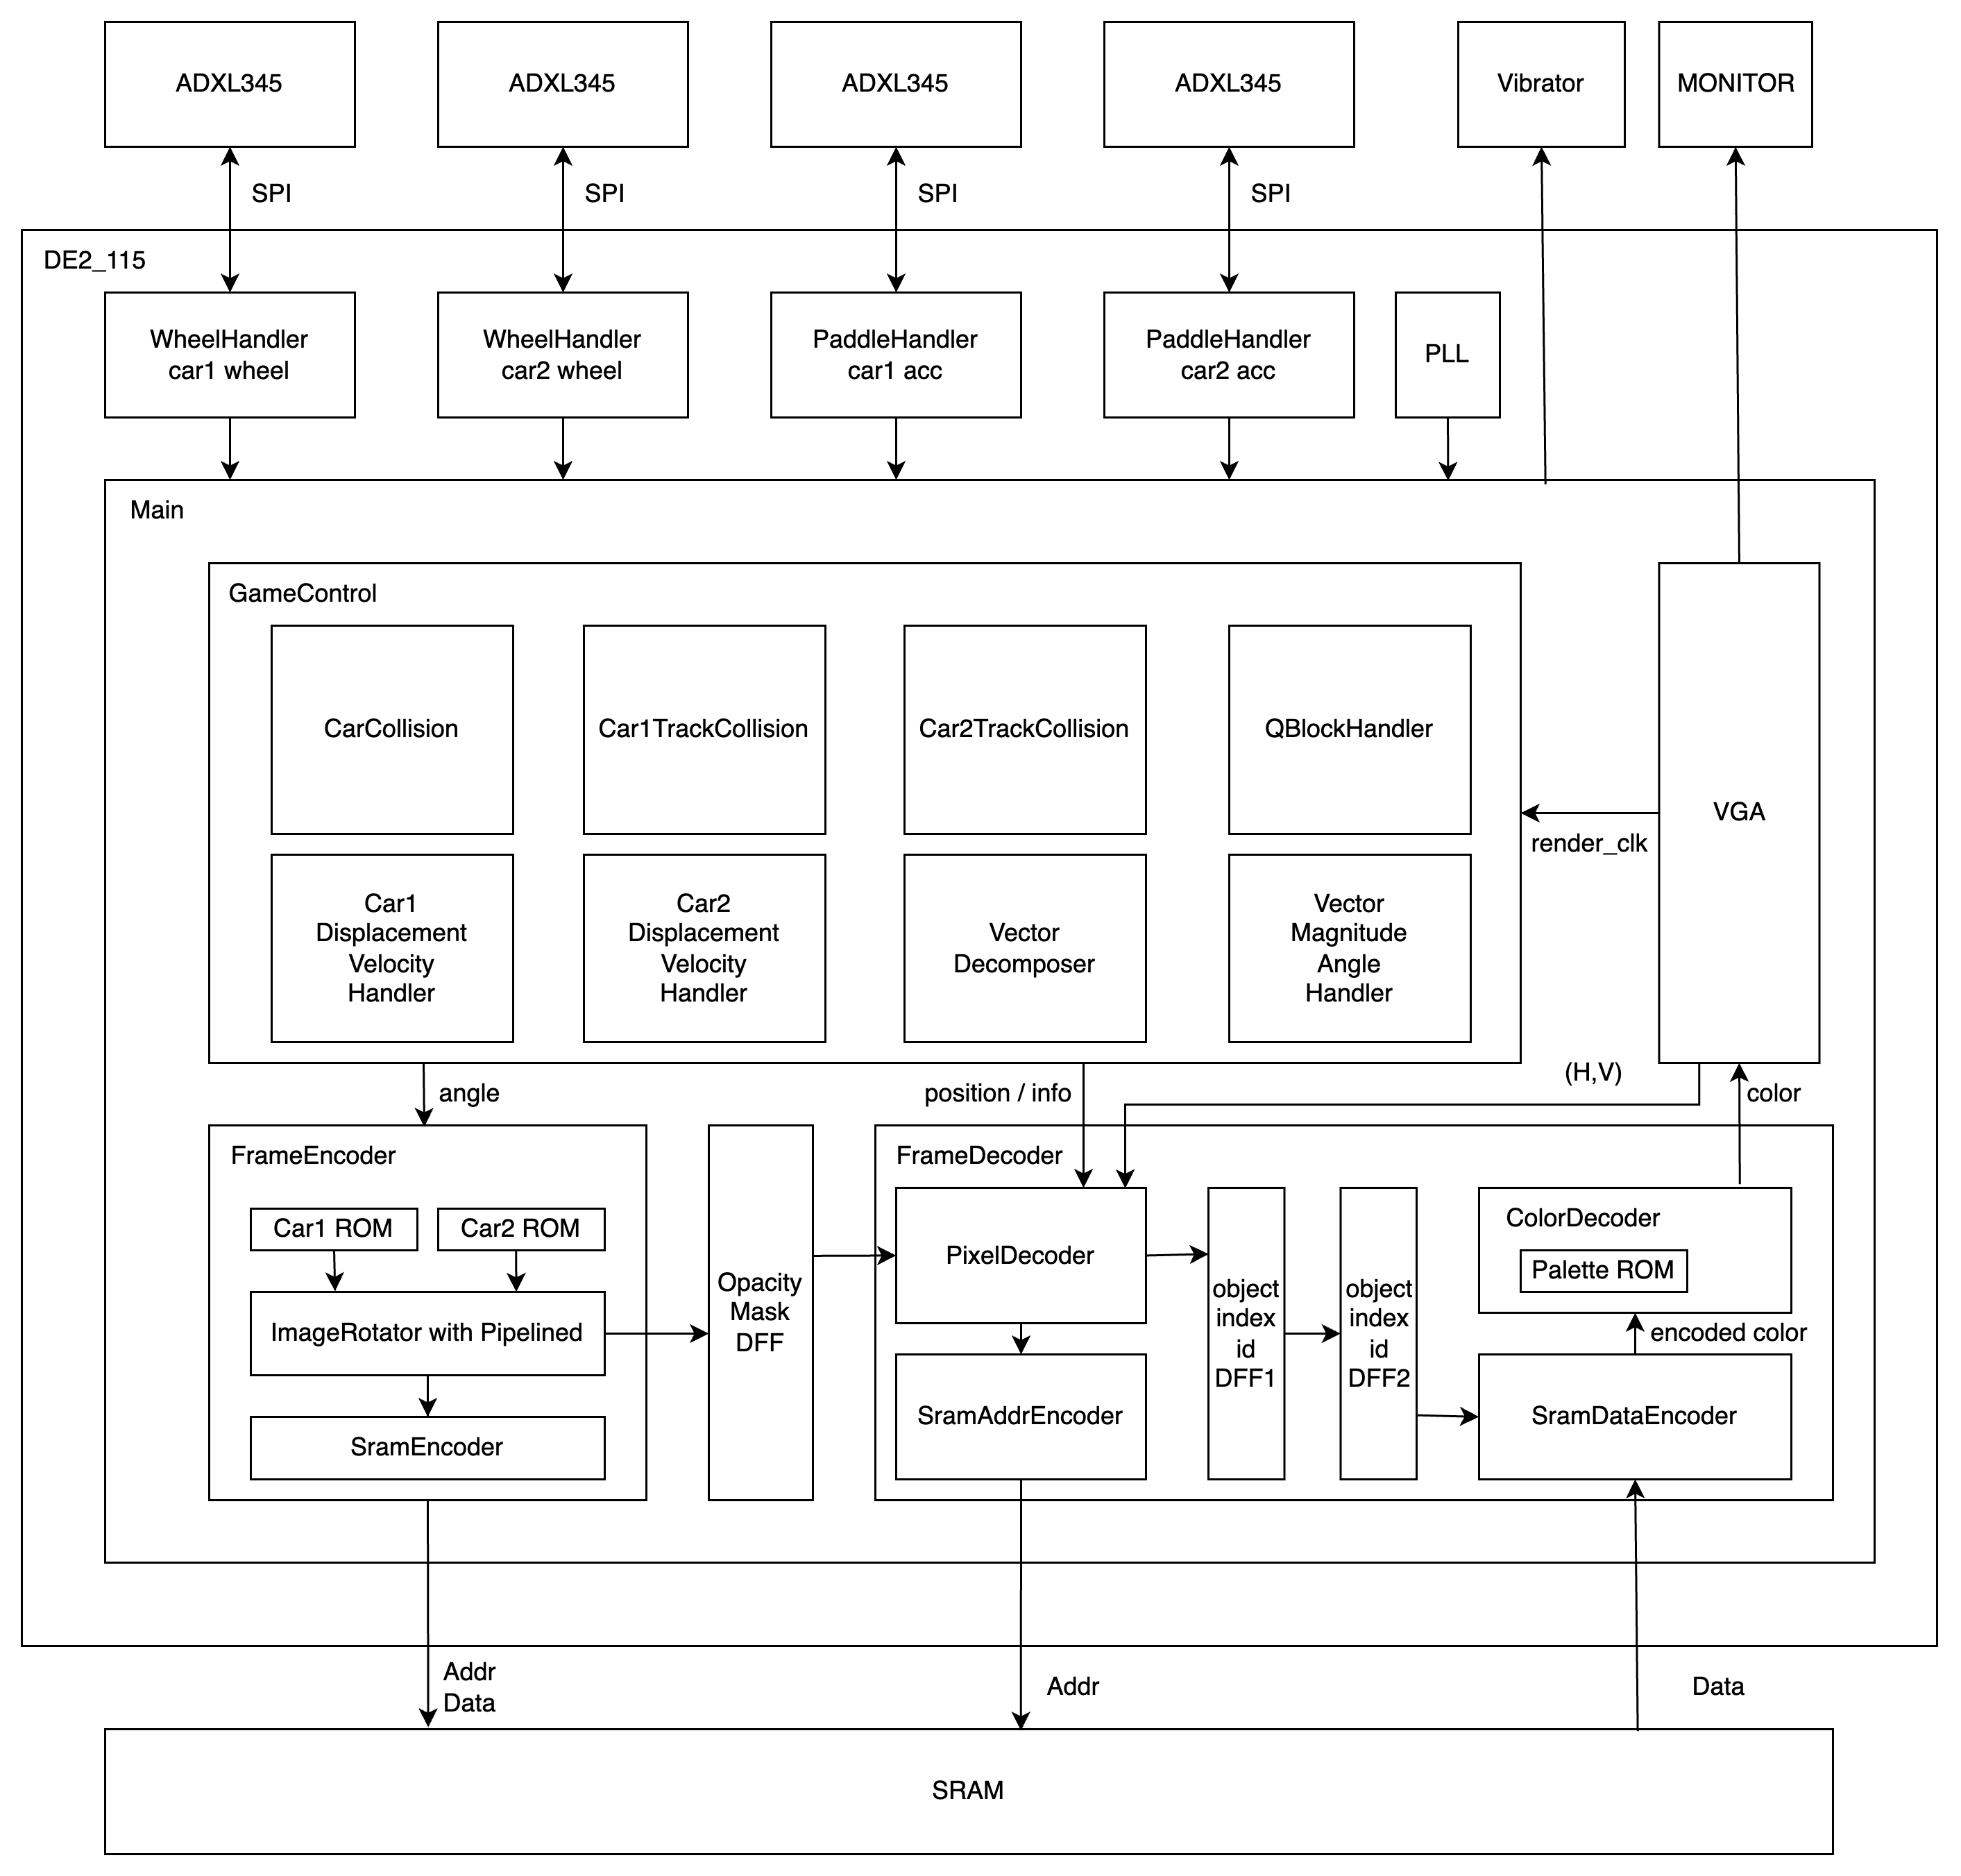 ADXL345
ADXL345
ADXL345
ADXL345
Vibrator
MONITOR
SPI
SPI
SPI
SPI
DE2_115
WheelHandler
car1 wheel
WheelHandler
car2 wheel
PaddleHandler
car1 acc
PaddleHandler
car2 acc
PLL
Main
GameControl
CarCollision
Car1TrackCollision
Car2TrackCollision
QBlockHandler
VGA
render_clk
Car1
Displacement
Velocity
Handler
Car2
Displacement
Velocity
Handler
Vector
Decomposer
Vector
Magnitude
Angle
Handler
angle
position / info
(H,V)
color
FrameEncoder
Car1 ROM
Car2 ROM
ImageRotator with Pipelined
SramEncoder
Opacity
Mask
DFF
FrameDecoder
PixelDecoder
SramAddrEncoder
object
index
id
DFF1
object
index
id
DFF2
ColorDecoder
Palette ROM
encoded color
SramDataEncoder
Addr
Data
Addr
Data
SRAM